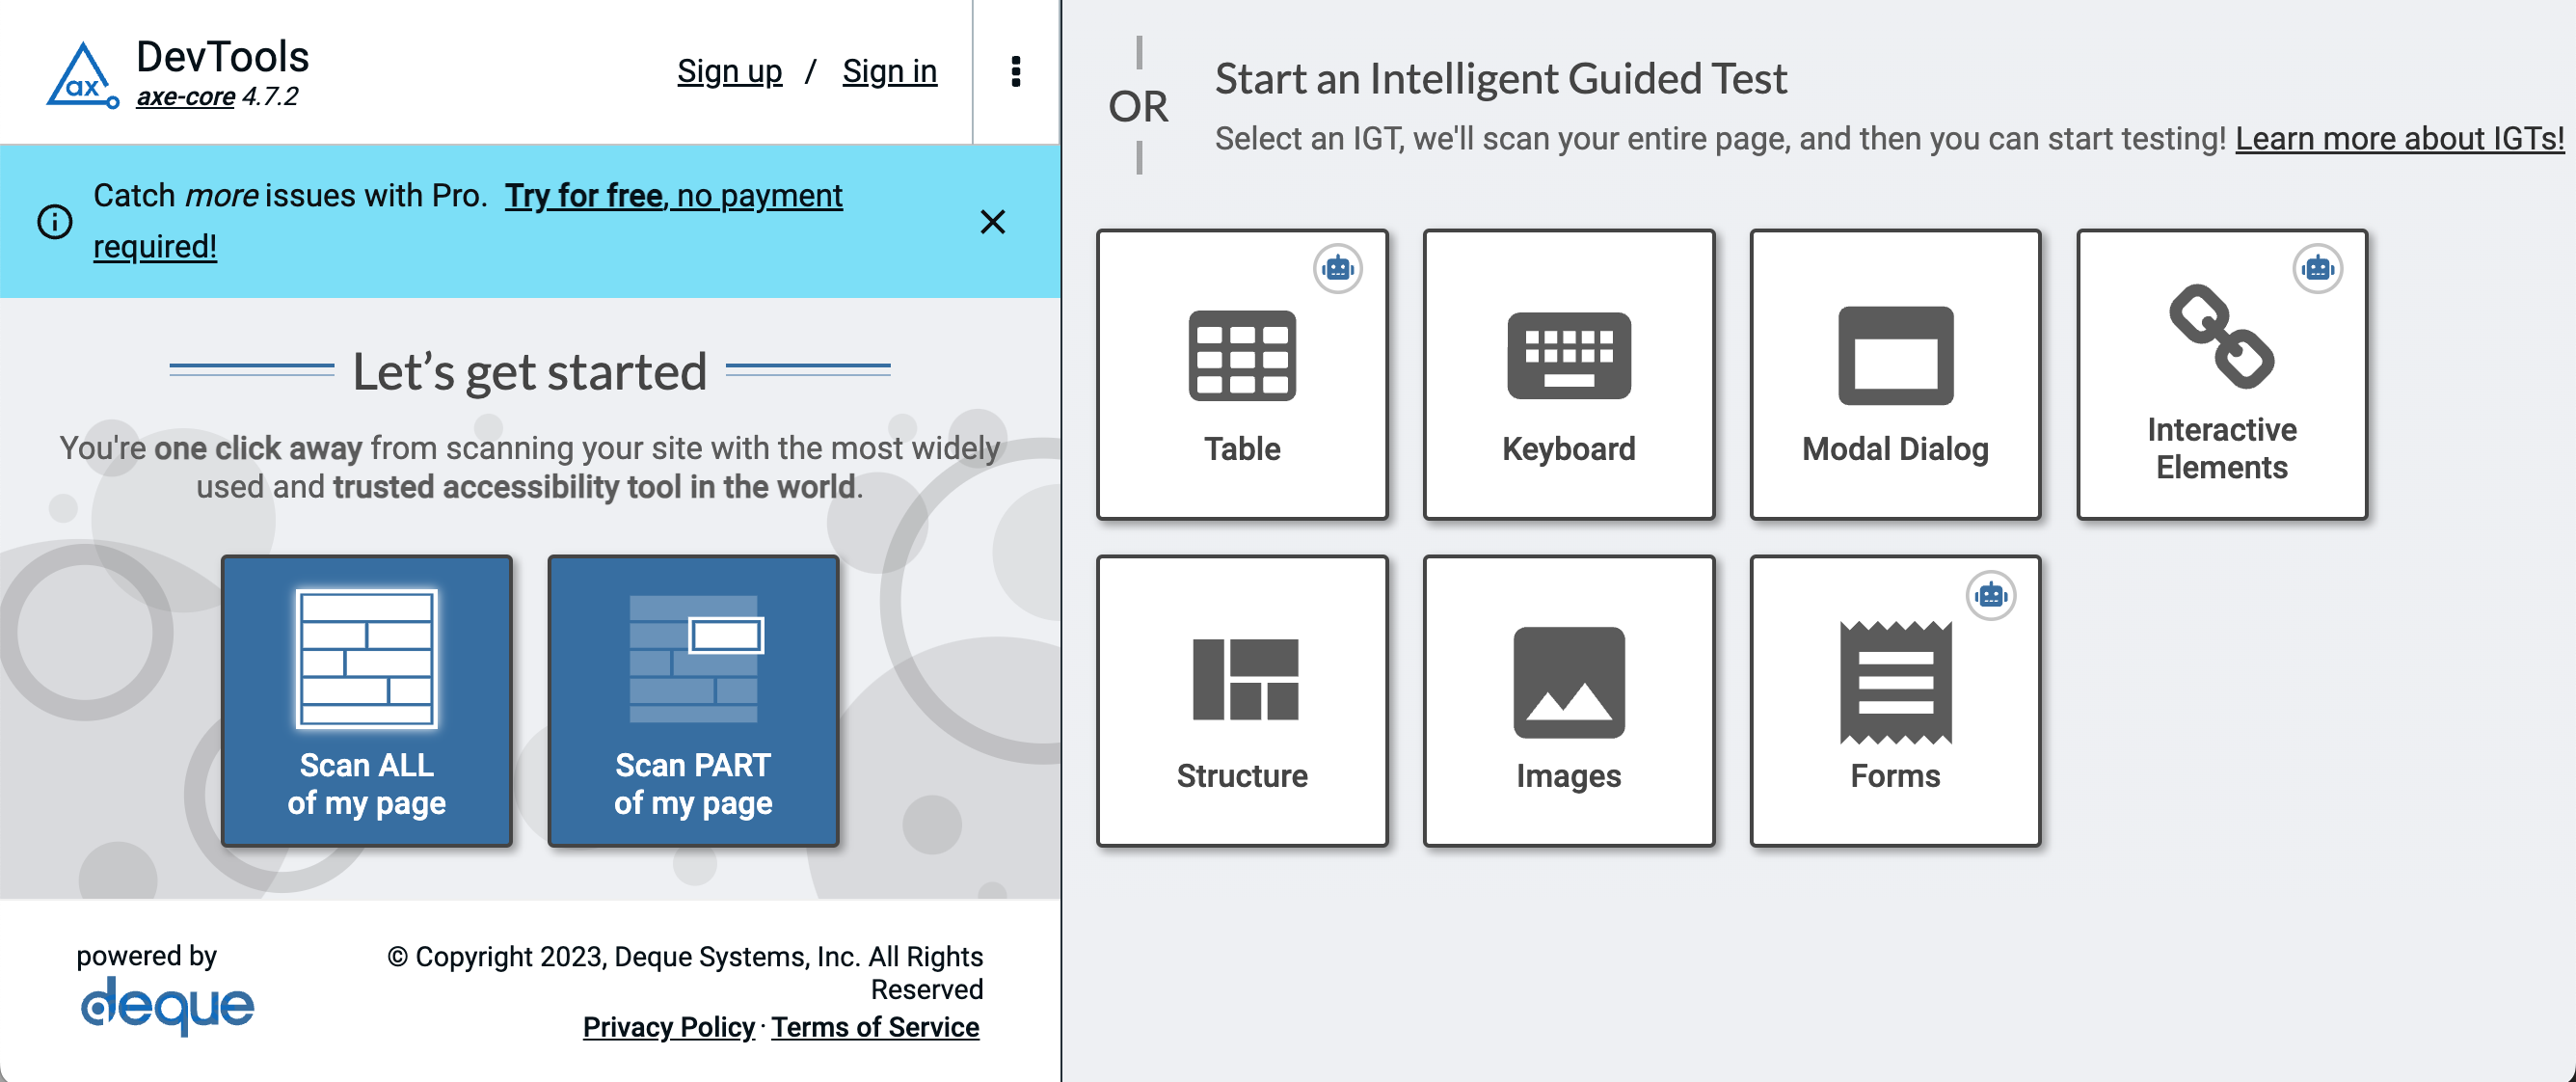 DevTools
axe-core 4.7.2
Sign up / Sign in
Catch more issues with Pro. Try for free, no payment
required!
Let’s get started
You're one click away from scanning your site with the most widely
used and trusted accessibility tool in the world.
Scan ALL
of my page
Scan PART
of my page
powered by
deque
© Copyright 2023, Deque Systems, Inc. All Rights
Reserved
Privacy Policy · Terms of Service
OR
Start an Intelligent Guided Test
Select an IGT, we'll scan your entire page, and then you can start testing! Learn more about IGTs!
Table
Keyboard
Modal Dialog
Interactive
Elements
Structure
Images
Forms
ax